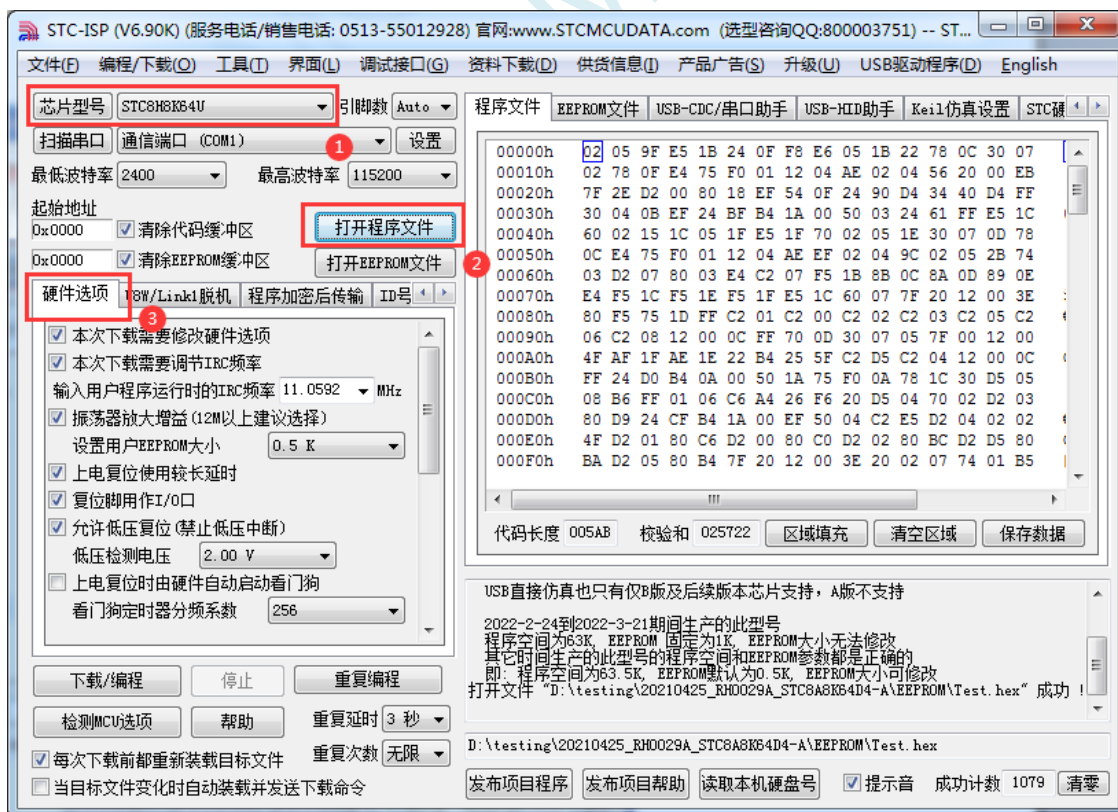 STC-ISP (V6.90K) (服务电话/销售电话: 0513-55012928) 官网:www.STCMCUDATA.com (选型咨询QQ:800003751) -- ST...
文件(F) 编程/下载(O) 工具(T) 界面(L) 调试接口(G) 资料下载(D) 供货信息(I) 产品广告(S) 升级(U) USB驱动程序(D) English
芯片型号 STC8H8K64U 引脚数 Auto
扫描串口 通信端口 (COM1) 设置
1
最低波特率 2400 最高波特率 115200
起始地址
0x0000 清除代码缓冲区 打开程序文件
0x0000 清除EEPROM缓冲区 打开EEPROM文件
2
硬件选项 U8W/Link1脱机 程序加密后传输 ID号
3
本次下载需要修改硬件选项
本次下载需要调节IRC频率
输入用户程序运行时的IRC频率 11.0592 MHz
振荡器放大增益(12M以上建议选择)
设置用户EEPROM大小 0.5 K
上电复位使用较长延时
复位脚用作I/O口
允许低压复位(禁止低压中断)
低压检测电压 2.00 V
上电复位时由硬件自动启动看门狗
看门狗定时器分频系数 256
下载/编程 停止 重复编程
检测MCU选项 帮助 重复延时 3 秒
每次下载前都重新装载目标文件 重复次数 无限
当目标文件变化时自动装载并发送下载命令
程序文件 EEPROM文件 USB-CDC/串口助手 USB-HID助手 Keil仿真设置 STC硬
00000h 02 05 9F E5 1B 24 0F F8 E6 05 1B 22 78 0C 30 07
00010h 02 78 0F E4 75 F0 01 12 04 AE 02 04 56 20 00 EB
00020h 7F 2E D2 00 80 18 EF 54 0F 24 90 D4 34 40 D4 FF
00030h 30 04 0B EF 24 BF B4 1A 00 50 03 24 61 FF E5 1C
00040h 60 02 15 1C 05 1F E5 1F 70 02 05 1E 30 07 0D 78
00050h 0C E4 75 F0 01 12 04 AE EF 02 04 9C 02 05 2B 74
00060h 03 D2 07 80 03 E4 C2 07 F5 1B 8B 0C 8A 0D 89 0E
00070h E4 F5 1C F5 1E F5 1F E5 1C 60 07 7F 20 12 00 3E
00080h 80 F5 75 1D FF C2 01 C2 00 C2 02 C2 03 C2 05 C2
00090h 06 C2 08 12 00 0C FF 70 0D 30 07 05 7F 00 12 00
000A0h 4F AF 1F AE 1E 22 B4 25 5F C2 D5 C2 04 12 00 0C
000B0h FF 24 D0 B4 0A 00 50 1A 75 F0 0A 78 1C 30 D5 05
000C0h 08 B6 FF 01 06 C6 A4 26 F6 20 D5 04 70 02 D2 03
000D0h 80 D9 24 CF B4 1A 00 EF 50 04 C2 E5 D2 04 02 02
000E0h 4F D2 01 80 C6 D2 00 80 C0 D2 02 80 BC D2 D5 80
000F0h BA D2 05 80 B4 7F 20 12 00 3E 20 02 07 74 01 B5
代码长度 005AB 校验和 025722 区域填充 清空区域 保存数据
USB直接仿真也只有仅B版及后续版本芯片支持，A版不支持
2022-2-24到2022-3-21期间生产的此型号
程序空间为63K, EEPROM 固定为1K, EEPROM大小无法修改
其它时间生产的此型号的程序空间和EEPROM参数都是正确的
即: 程序空间为63.5K, EEPROM默认为0.5K, EEPROM大小可修改
打开文件 "D:\testing\20210425_RH0029A_STC8A8K64D4-A\EEPROM\Test.hex" 成功 !
D:\testing\20210425_RH0029A_STC8A8K64D4-A\EEPROM\Test.hex
发布项目程序 发布项目帮助 读取本机硬盘号 提示音 成功计数 1079 清零